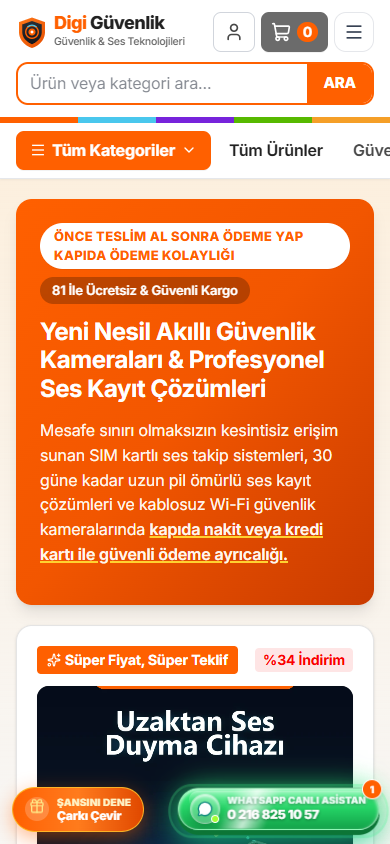 Digi Güvenlik
Güvenlik & Ses Teknolojileri
0
Ürün veya kategori ara...
ARA
Tüm Kategoriler
Tüm Ürünler
Güve
ÖNCE TESLİM AL SONRA ÖDEME YAP
KAPIDA ÖDEME KOLAYLIĞI
81 İle Ücretsiz & Güvenli Kargo
Yeni Nesil Akıllı Güvenlik
Kameraları & Profesyonel
Ses Kayıt Çözümleri
Mesafe sınırı olmaksızın kesintisiz erişim
sunan SIM kartlı ses takip sistemleri, 30
güne kadar uzun pil ömürlü ses kayıt
çözümleri ve kablosuz Wi-Fi güvenlik
kameralarında kapıda nakit veya kredi
kartı ile güvenli ödeme ayrıcalığı.
Süper Fiyat, Süper Teklif
%34 İndirim
Uzaktan Ses
Duyma Cihazı
ŞANSINI DENE
Çarkı Çevir
1
WHATSAPP CANLI ASİSTAN
0 216 825 10 57